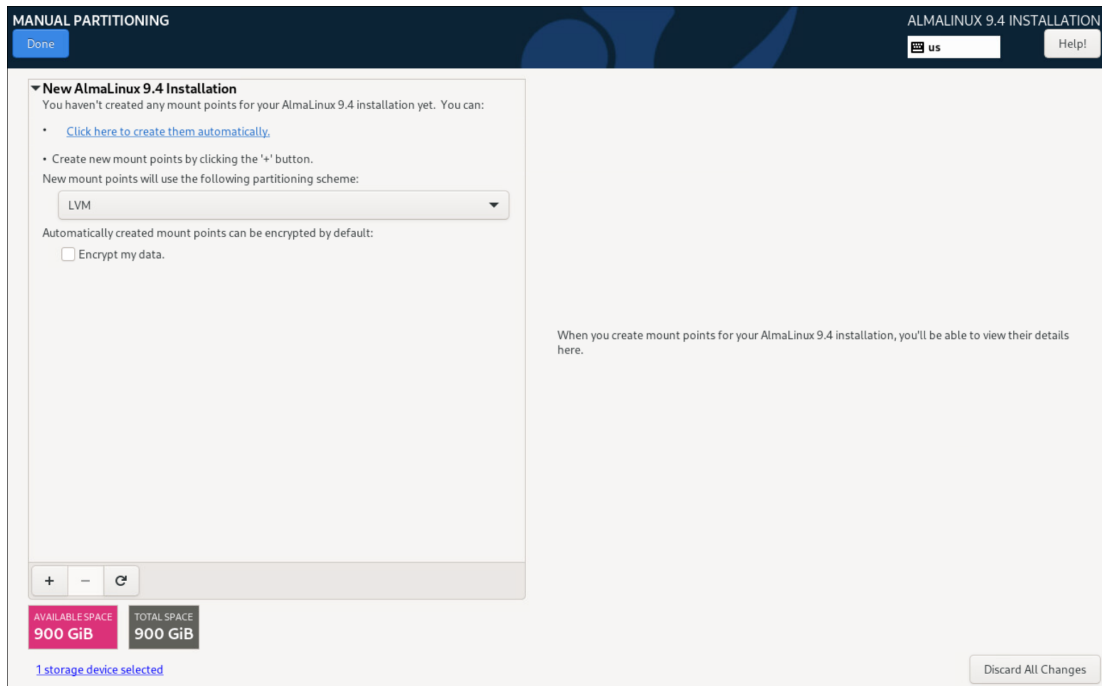 MANUAL PARTITIONING
ALMALINUX 9.4 INSTALLATION
Done
us
Help!
New AlmaLinux 9.4 Installation
You haven't created any mount points for your AlmaLinux 9.4 installation yet. You can:
• Click here to create them automatically.
• Create new mount points by clicking the '+' button.
New mount points will use the following partitioning scheme:
LVM
Automatically created mount points can be encrypted by default:
Encrypt my data.
When you create mount points for your AlmaLinux 9.4 installation, you'll be able to view their details
here.
+ −
AVAILABLE SPACE
900 GiB
TOTAL SPACE
900 GiB
1 storage device selected
Discard All Changes